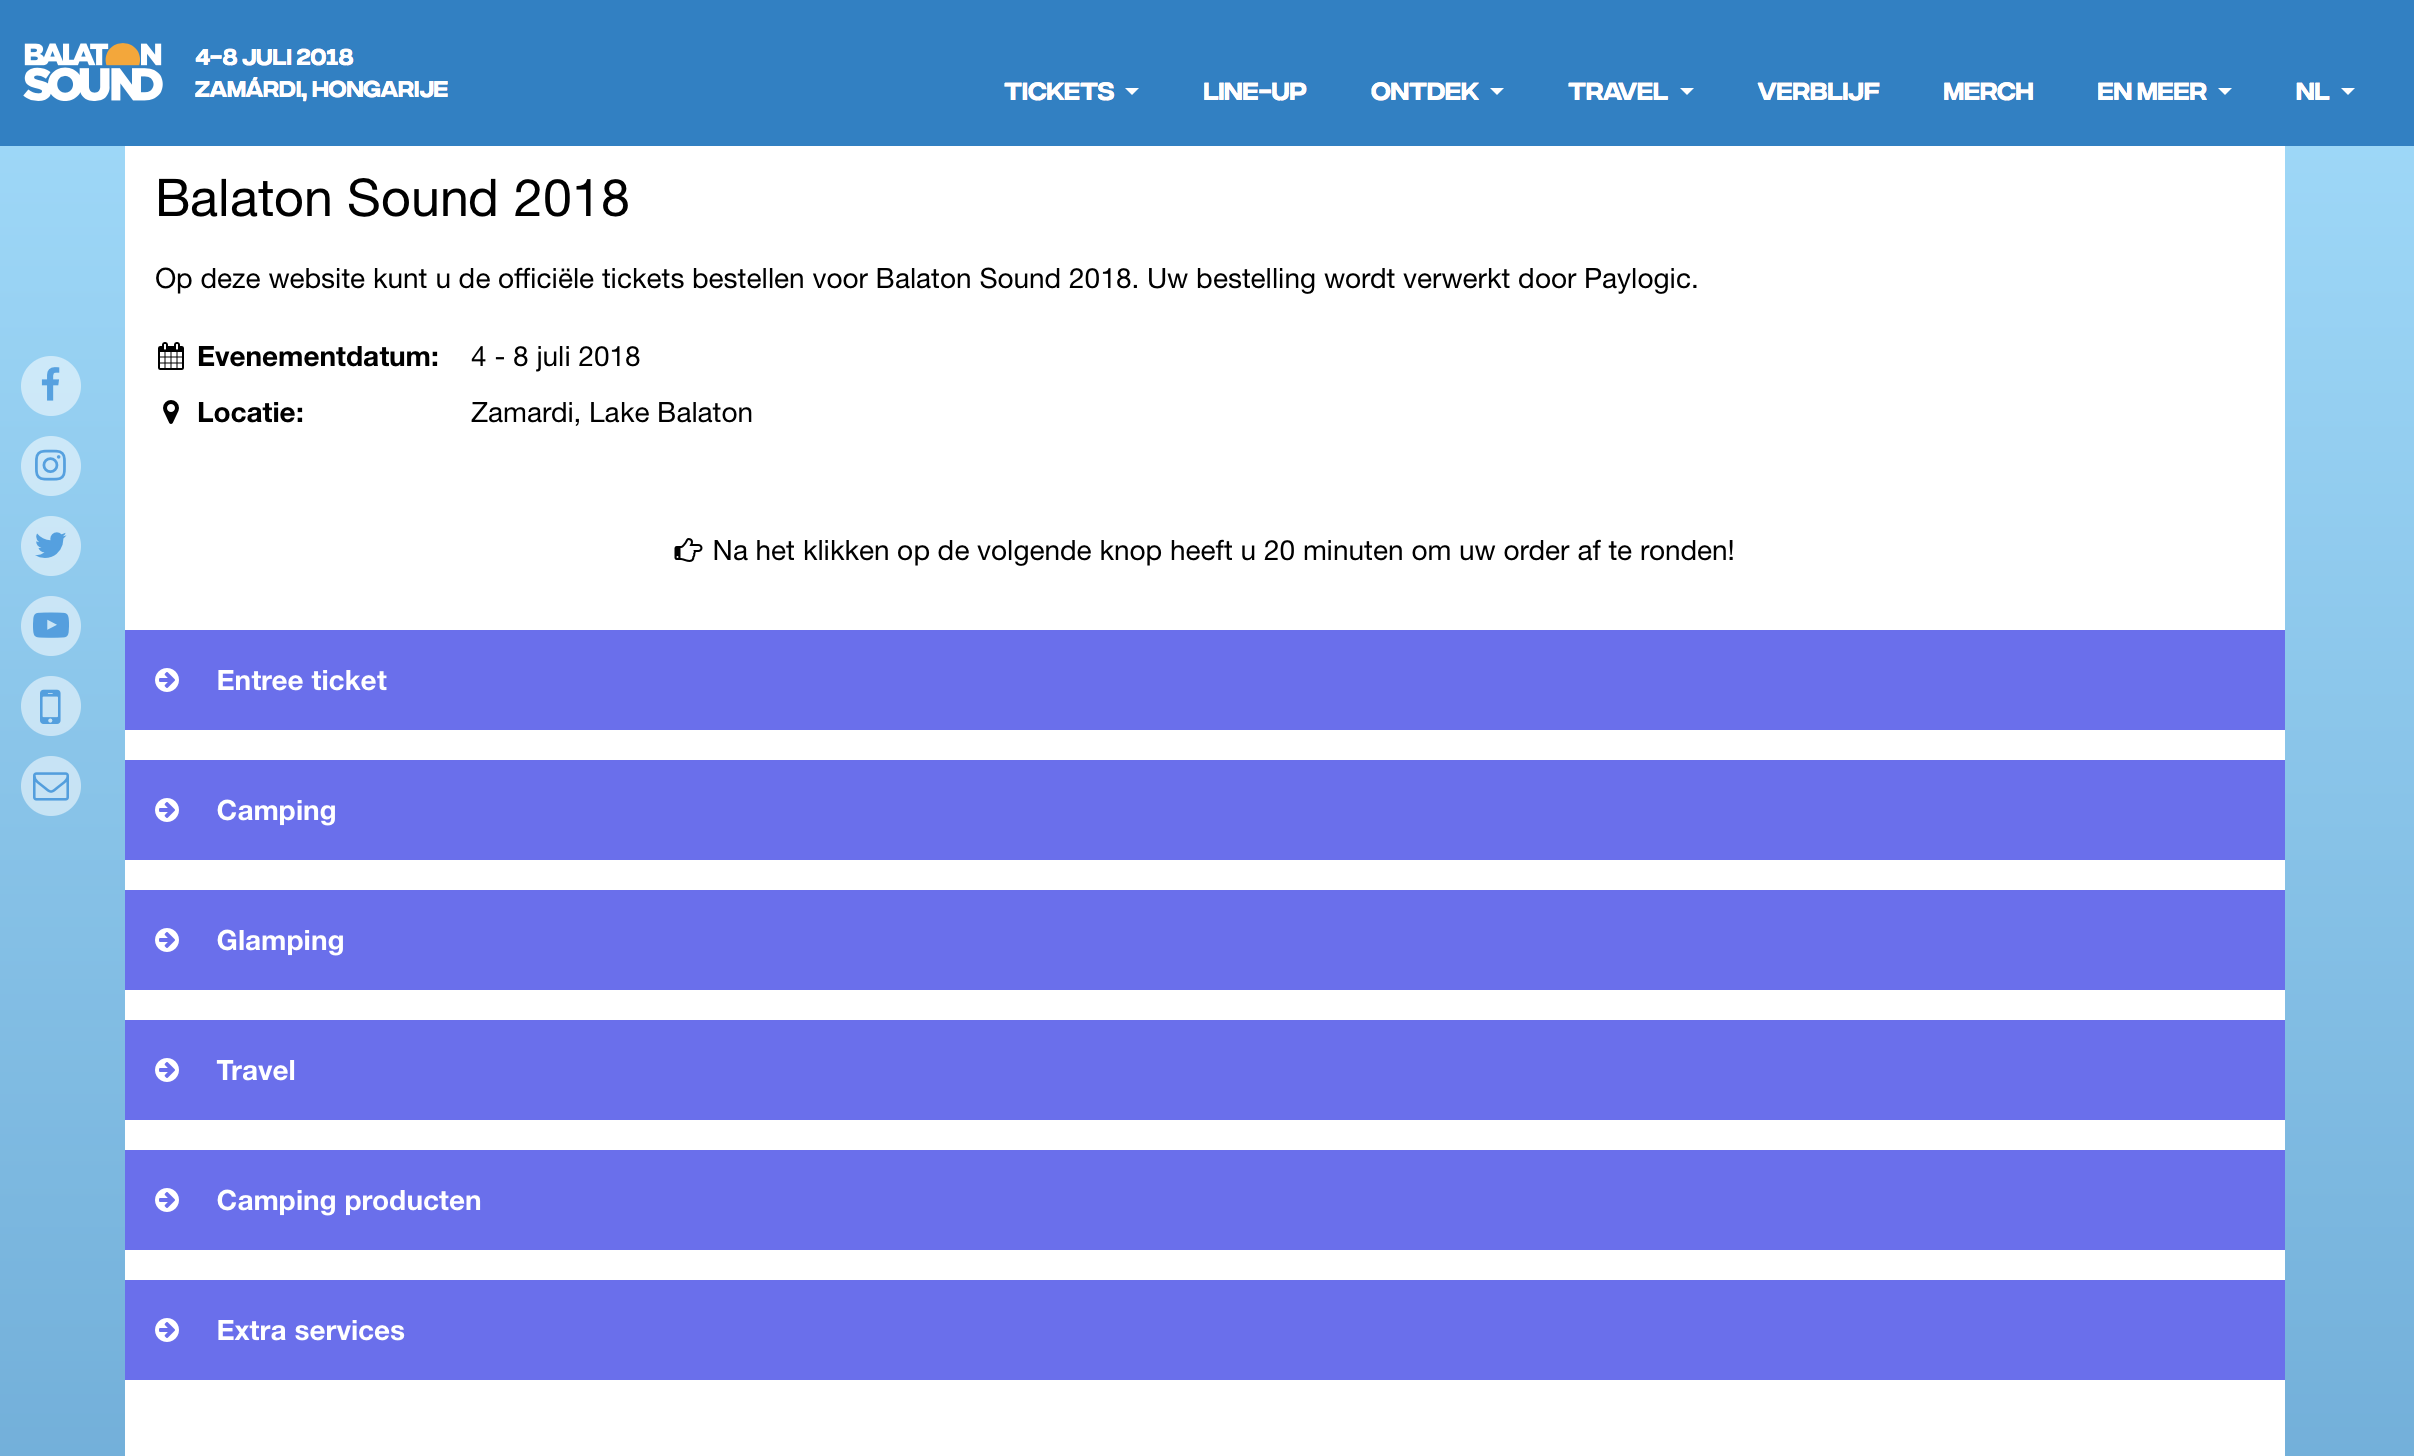 BALATON
SOUND
4-8 JULI 2018
ZAMÁRDI, HONGARIJE
TICKETS LINE-UP ONTDEK TRAVEL VERBLIJF MERCH EN MEER NL
Balaton Sound 2018
Op deze website kunt u de officiële tickets bestellen voor Balaton Sound 2018. Uw bestelling wordt verwerkt door Paylogic.
Evenementdatum: 4 - 8 juli 2018
Locatie: Zamardi, Lake Balaton
Na het klikken op de volgende knop heeft u 20 minuten om uw order af te ronden!
Entree ticket
Camping
Glamping
Travel
Camping producten
Extra services